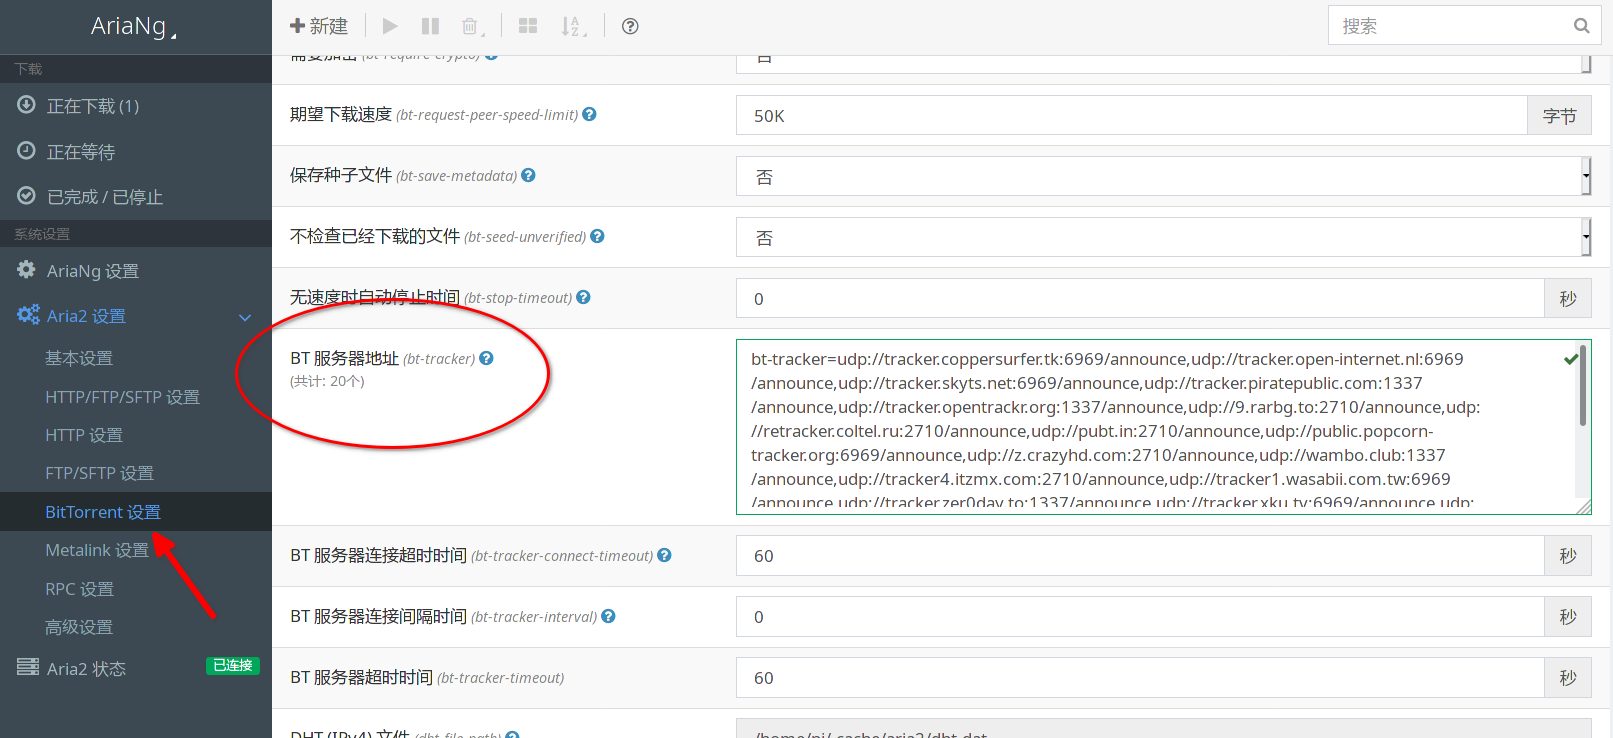 AriaNg
新建
搜索
下载
正在下载 (1)
正在等待
已完成 / 已停止
系统设置
AriaNg 设置
Aria2 设置
基本设置
HTTP/FTP/SFTP 设置
HTTP 设置
FTP/SFTP 设置
BitTorrent 设置
Metalink 设置
RPC 设置
高级设置
Aria2 状态 已连接
需要加密 (bt-require-crypto) 否
期望下载速度 (bt-request-peer-speed-limit) 50K 字节
保存种子文件 (bt-save-metadata) 否
不检查已经下载的文件 (bt-seed-unverified) 否
无速度时自动停止时间 (bt-stop-timeout) 0 秒
BT 服务器地址 (bt-tracker)
(共计: 20个)
bt-tracker=udp://tracker.coppersurfer.tk:6969/announce,udp://tracker.open-internet.nl:6969
/announce,udp://tracker.skyts.net:6969/announce,udp://tracker.piratepublic.com:1337
/announce,udp://tracker.opentrackr.org:1337/announce,udp://9.rarbg.to:2710/announce,udp:
//retracker.coltel.ru:2710/announce,udp://pubt.in:2710/announce,udp://public.popcorn-
tracker.org:6969/announce,udp://z.crazyhd.com:2710/announce,udp://wambo.club:1337
/announce,udp://tracker4.itzmx.com:2710/announce,udp://tracker1.wasabii.com.tw:6969
/announce,udp://tracker.zer0day.to:1337/announce,udp://tracker.xku.tv:6969/announce,udp:
BT 服务器连接超时时间 (bt-tracker-connect-timeout) 60 秒
BT 服务器连接间隔时间 (bt-tracker-interval) 0 秒
BT 服务器超时时间 (bt-tracker-timeout) 60 秒
DHT (IPv4) 文件 (dht-file-path) /home/pi/.cache/aria2/dht.dat